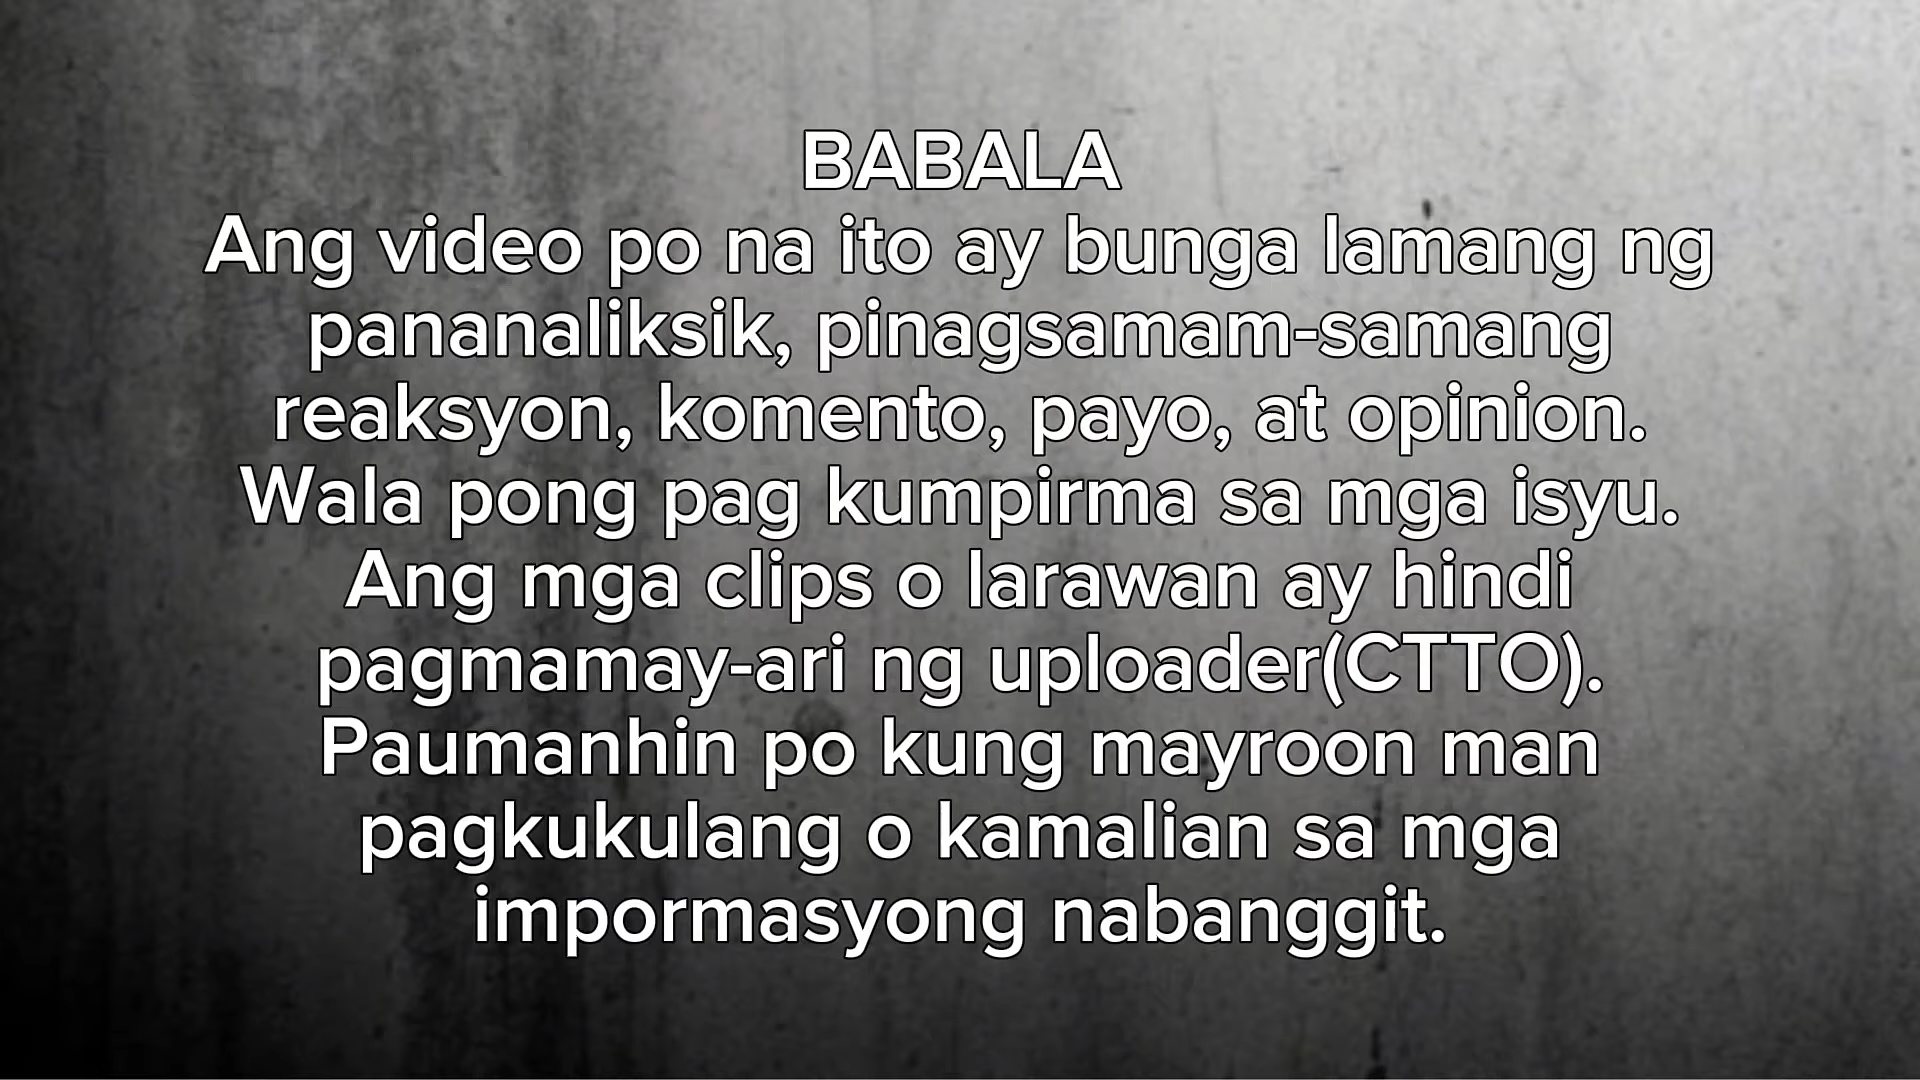 BABALA
Ang video po na ito ay bunga lamang ng
pananaliksik, pinagsamam-samang
reaksyon, komento, payo, at opinion.
Wala pong pag kumpirma sa mga isyu.
Ang mga clips o larawan ay hindi
pagmamay-ari ng uploader(CTTO).
Paumanhin po kung mayroon man
pagkukulang o kamalian sa mga
impormasyong nabanggit.